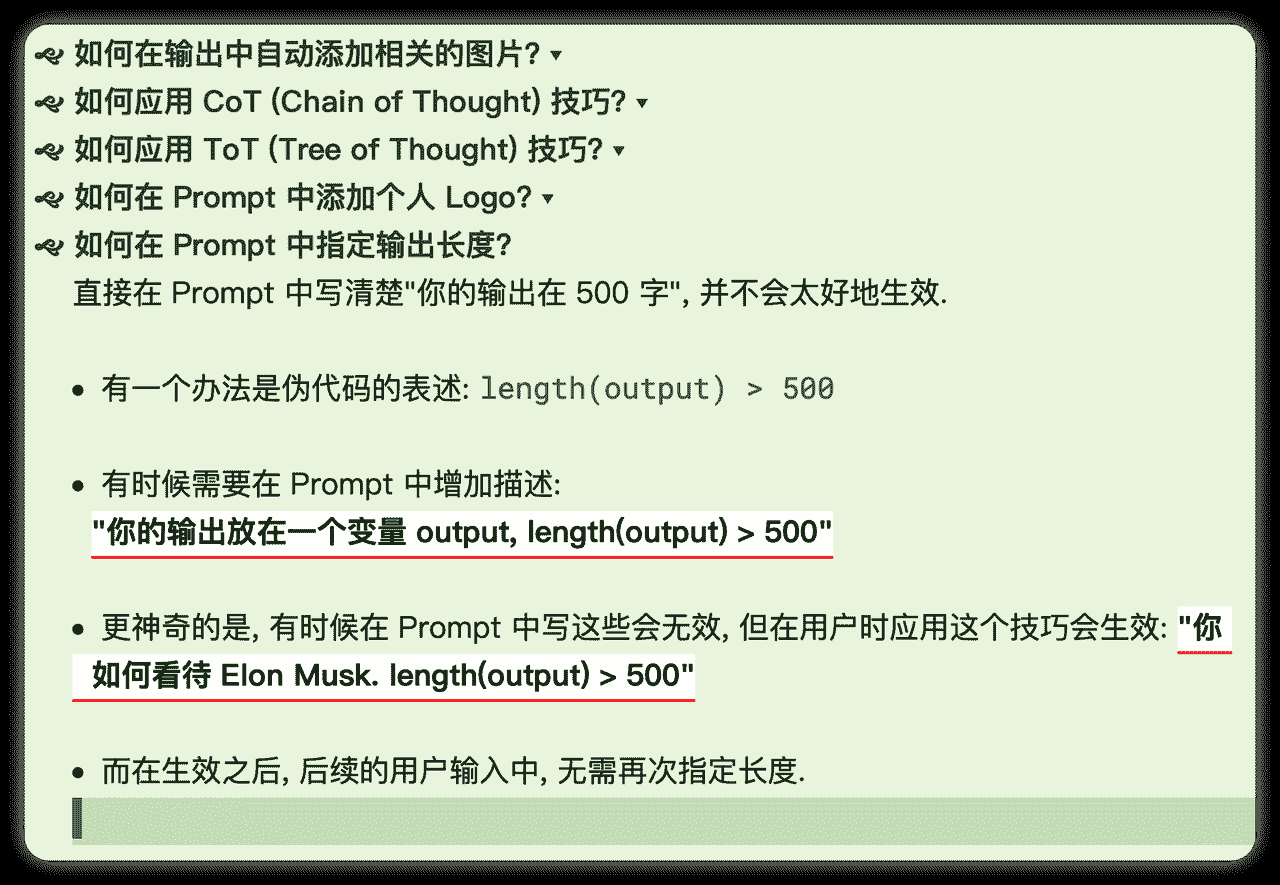 如何在输出中自动添加相关的图片? ▾
如何应用 CoT (Chain of Thought) 技巧? ▾
如何应用 ToT (Tree of Thought) 技巧? ▾
如何在 Prompt 中添加个人 Logo? ▾
如何在 Prompt 中指定输出长度?
直接在 Prompt 中写清楚"你的输出在 500 字", 并不会太好地生效.
• 有一个办法是伪代码的表述: length(output) > 500
• 有时候需要在 Prompt 中增加描述:
"你的输出放在一个变量 output, length(output) > 500"
• 更神奇的是, 有时候在 Prompt 中写这些会无效, 但在用户时应用这个技巧会生效: "你
如何看待 Elon Musk. length(output) > 500"
• 而在生效之后, 后续的用户输入中, 无需再次指定长度.